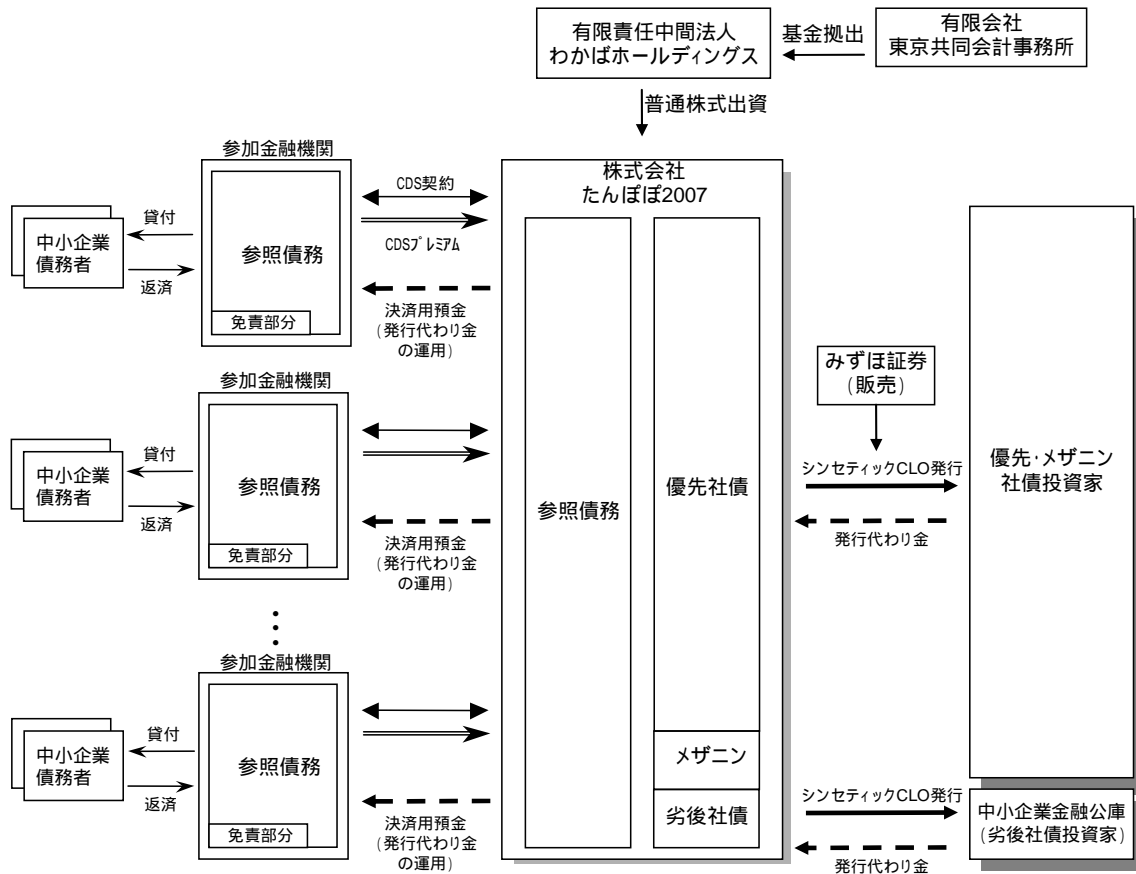 有限責任中間法人
わかばホールディングス
基金拠出
有限会社
東京共同会計事務所
普通株式出資
参加金融機関
参照債務
免責部分
中小企業
債務者
貸付
返済
CDS契約
CDSプレミアム
決済用預金
(発行代わり金
の運用)
株式会社
たんぽぽ2007
参照債務
優先社債
メザニン
劣後社債
みずほ証券
(販売)
シンセティックCLO発行
発行代わり金
優先・メザニン
社債投資家
参加金融機関
参照債務
免責部分
中小企業
債務者
貸付
返済
決済用預金
(発行代わり金
の運用)
参加金融機関
参照債務
免責部分
中小企業
債務者
貸付
返済
決済用預金
(発行代わり金
の運用)
シンセティックCLO発行
発行代わり金
中小企業金融公庫
(劣後社債投資家)